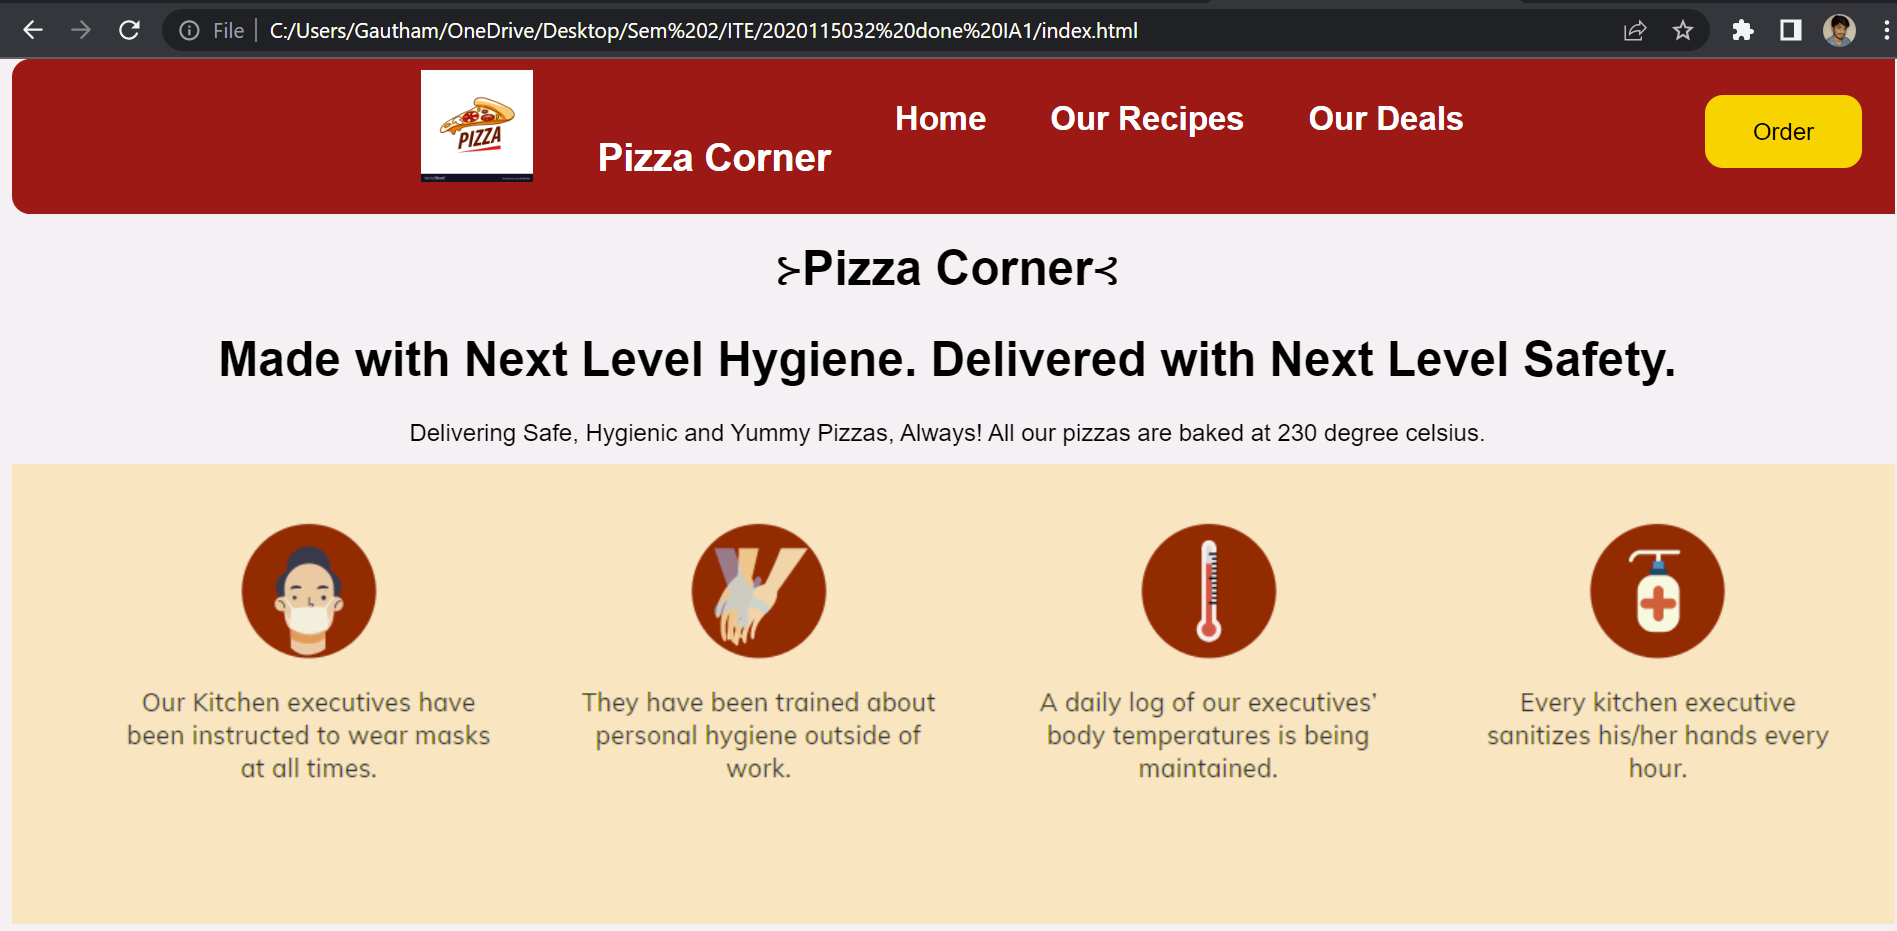 File
C:/Users/Gautham/OneDrive/Desktop/Sem%202/ITE/2020115032%20done%20IA1/index.html
PIZZA
Pizza Corner
Home
Our Recipes
Our Deals
Order
⊱Pizza Corner⊰
Made with Next Level Hygiene. Delivered with Next Level Safety.
Delivering Safe, Hygienic and Yummy Pizzas, Always! All our pizzas are baked at 230 degree celsius.
Our Kitchen executives have
been instructed to wear masks
at all times.
They have been trained about
personal hygiene outside of
work.
A daily log of our executives’
body temperatures is being
maintained.
Every kitchen executive
sanitizes his/her hands every
hour.